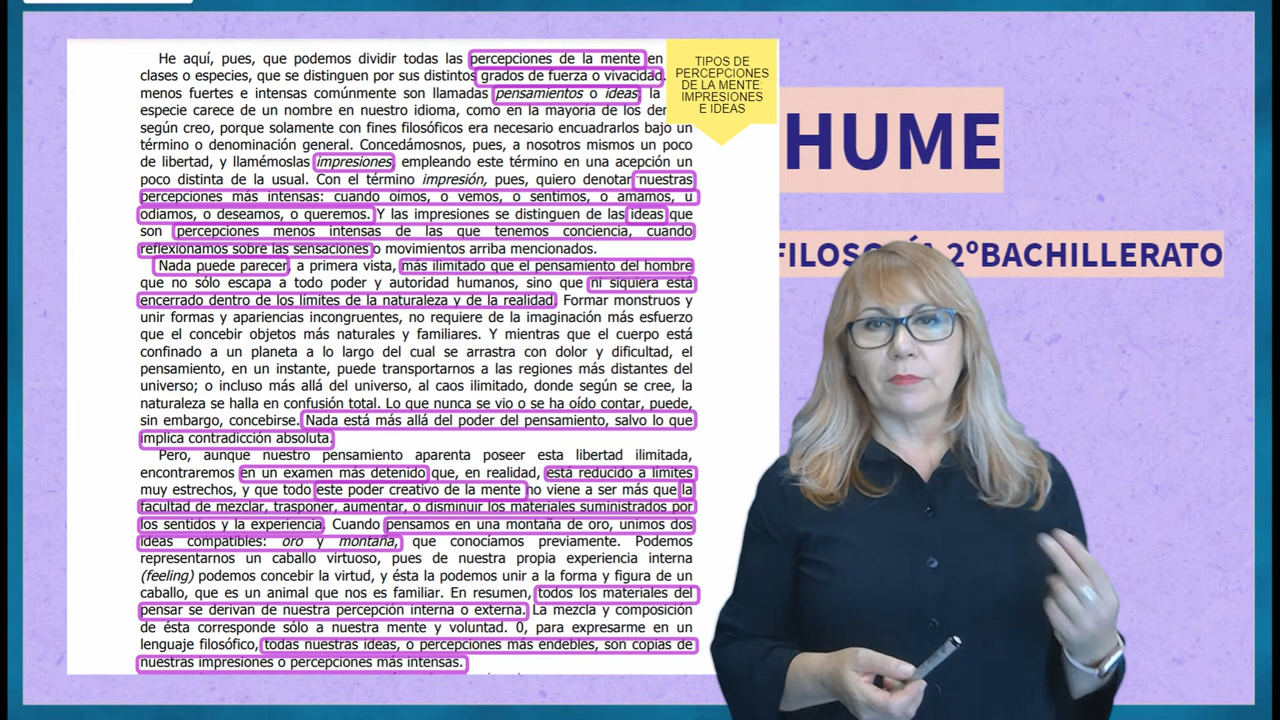 He aquí, pues, que podemos dividir todas las percepciones de la mente en
clases o especies, que se distinguen por sus distintos grados de fuerza o vivacidad.
menos fuertes e intensas comúnmente son llamadas pensamientos o ideas; la
especie carece de un nombre en nuestro idioma, como en la mayoría de los
según creo, porque solamente con fines filosóficos era necesario encuadrarlos bajo un
término o denominación general. Concedámosnos, pues, a nosotros mismos un poco
de libertad, y llamémoslas impresiones, empleando este término en una acepción un
poco distinta de la usual. Con el término impresión, pues, quiero denotar nuestras
percepciones más intensas: cuando oímos, o vemos, o sentimos, o amamos, u
odiamos, o deseamos, o queremos. Y las impresiones se distinguen de las ideas que
son percepciones menos intensas de las que tenemos conciencia, cuando
reflexionamos sobre las sensaciones o movimientos arriba mencionados.
Nada puede parecer, a primera vista, más ilimitado que el pensamiento del hombre
que no sólo escapa a todo poder y autoridad humanos, sino que ni siquiera está
encerrado dentro de los límites de la naturaleza y de la realidad. Formar monstruos y
unir formas y apariencias incongruentes, no requiere de la imaginación más esfuerzo
que el concebir objetos más naturales y familiares. Y mientras que el cuerpo está
confinado a un planeta a lo largo del cual se arrastra con dolor y dificultad, el
pensamiento, en un instante, puede transportarnos a las regiones más distantes del
universo; o incluso más allá del universo, al caos ilimitado, donde según se cree, la
naturaleza se halla en confusión total. Lo que nunca se vio o se ha oído contar, puede,
sin embargo, concebirse. Nada está más allá del poder del pensamiento, salvo lo que
implica contradicción absoluta.
Pero, aunque nuestro pensamiento aparenta poseer esta libertad ilimitada,
encontraremos en un examen más detenido que, en realidad, está reducido a límites
muy estrechos, y que todo este poder creativo de la mente no viene a ser más que la
facultad de mezclar, trasponer, aumentar, o disminuir los materiales suministrados por
los sentidos y la experiencia. Cuando pensamos en una montaña de oro, unimos dos
ideas compatibles: oro y montaña, que conocíamos previamente. Podemos
representarnos un caballo virtuoso, pues de nuestra propia experiencia interna
(feeling) podemos concebir la virtud, y ésta la podemos unir a la forma y figura de un
caballo, que es un animal que nos es familiar. En resumen, todos los materiales del
pensar se derivan de nuestra percepción interna o externa. La mezcla y composición
de ésta corresponde sólo a nuestra mente y voluntad. 0, para expresarme en un
lenguaje filosófico, todas nuestras ideas, o percepciones más endebles, son copias de
nuestras impresiones o percepciones más intensas.
TIPOS DE
PERCEPCIONES
DE LA MENTE:
IMPRESIONES
E IDEAS
HUME
FILOSOFÍA 2ºBACHILLERATO